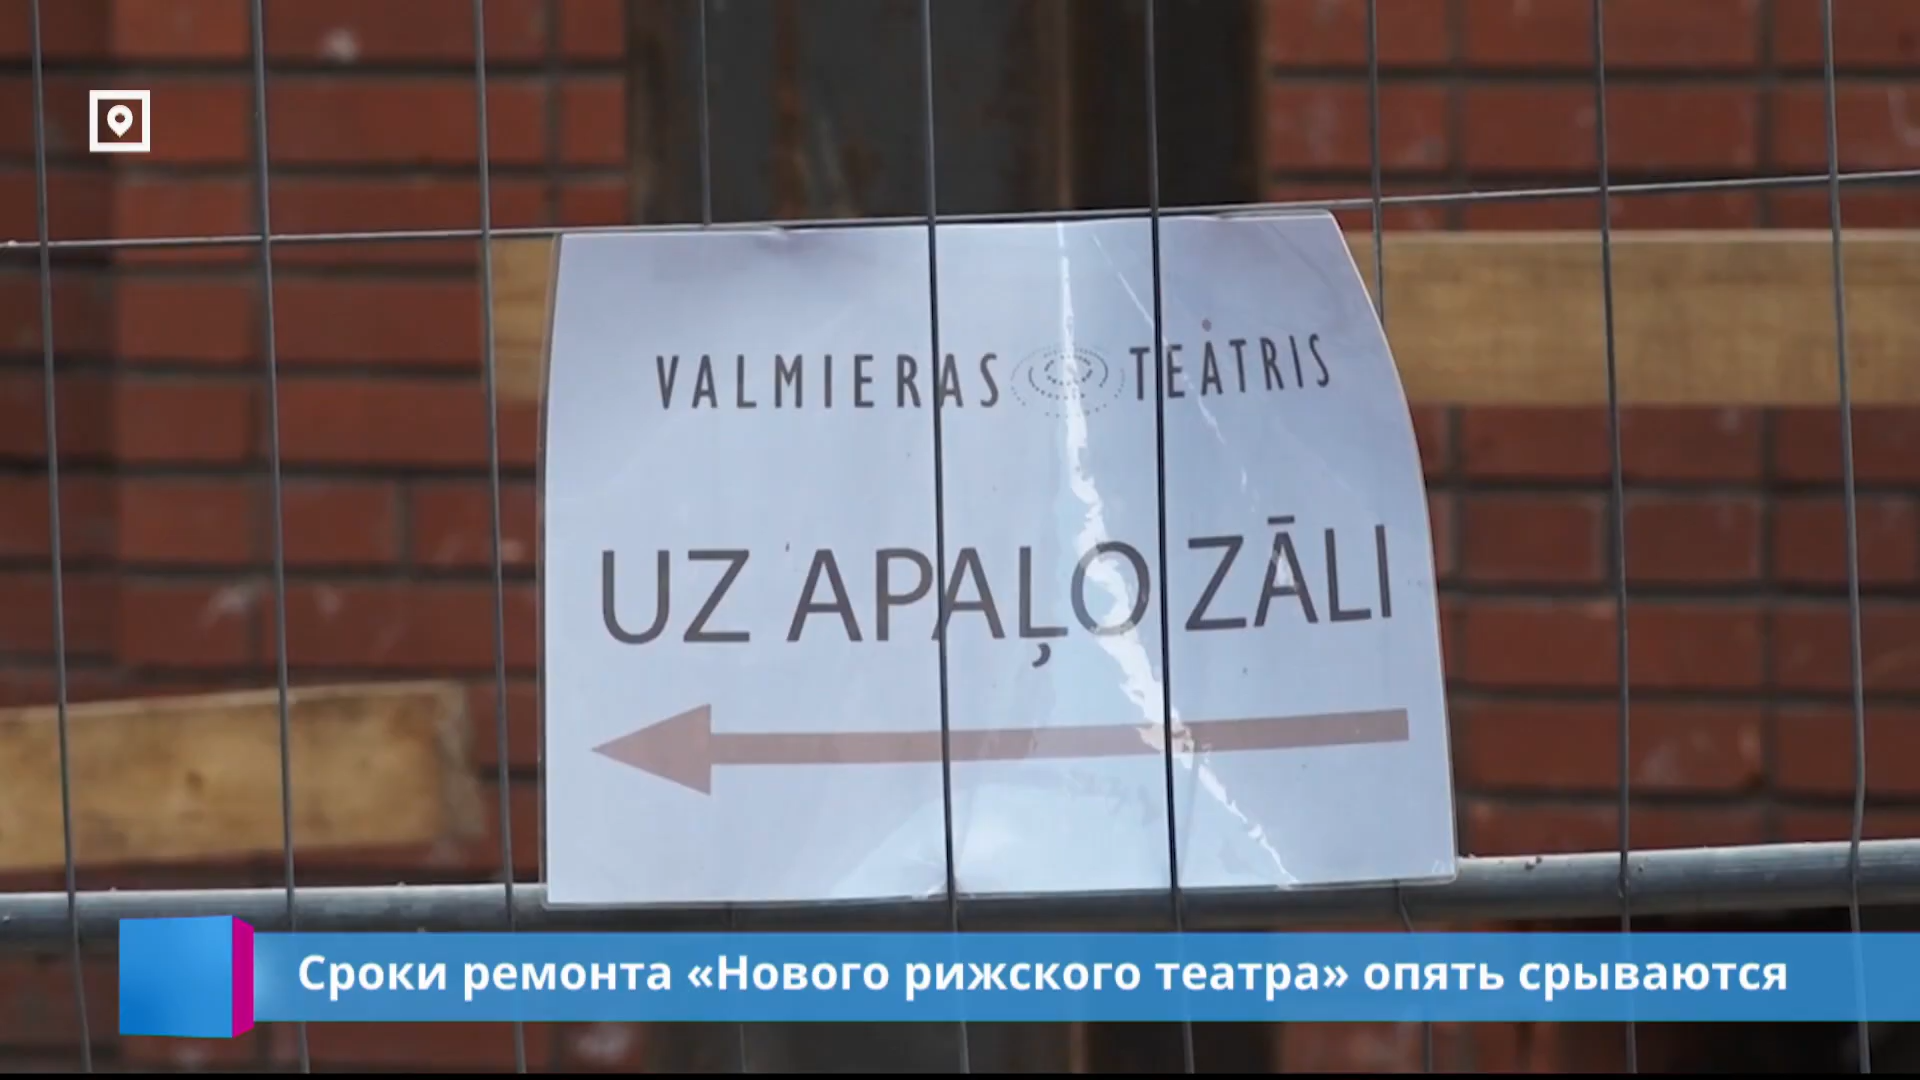 VALMIERAS TEĀTRIS
UZ APAĻO ZĀLI
Сроки ремонта «Нового рижского театра» опять срываются